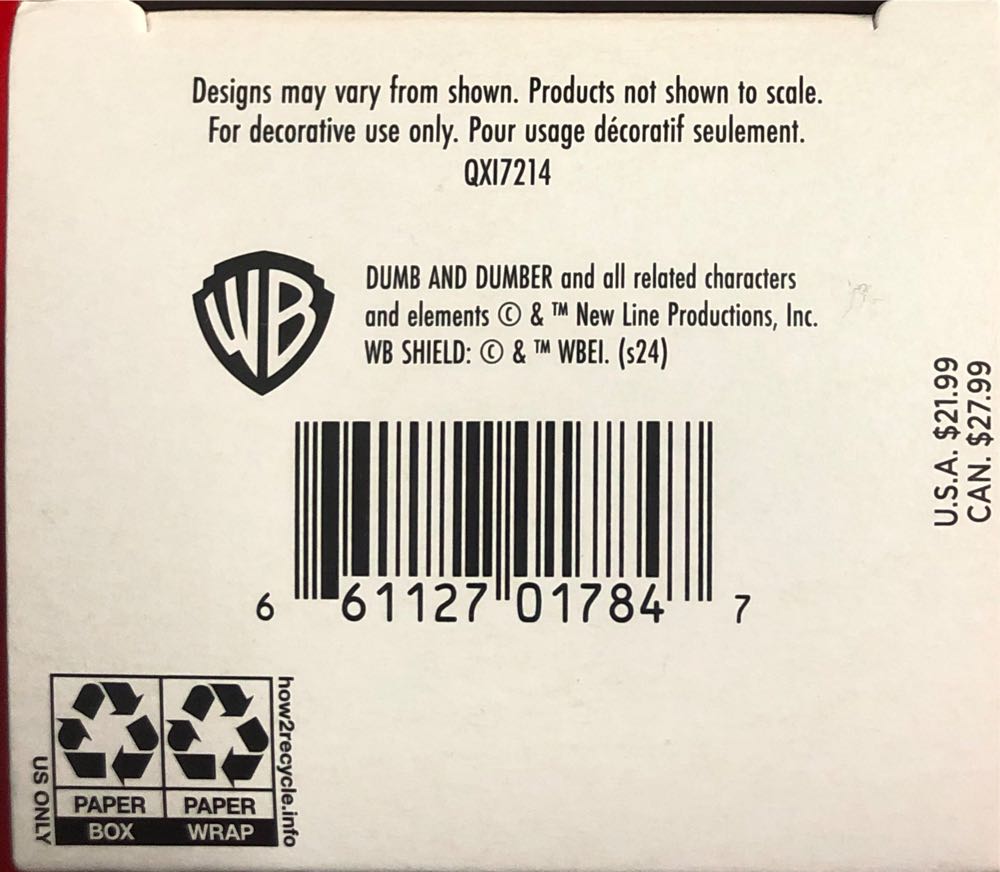 Designs may vary from shown. Products not shown to scale.
For decorative use only. Pour usage décoratif seulement.
QXI7214
WB
DUMB AND DUMBER and all related characters
and elements © & ™ New Line Productions, Inc.
WB SHIELD: © & ™ WBEI. (s24)
U.S.A. $21.99
CAN. $27.99
6 61127 01784 7
how2recycle.info
US ONLY
PAPER PAPER
BOX WRAP